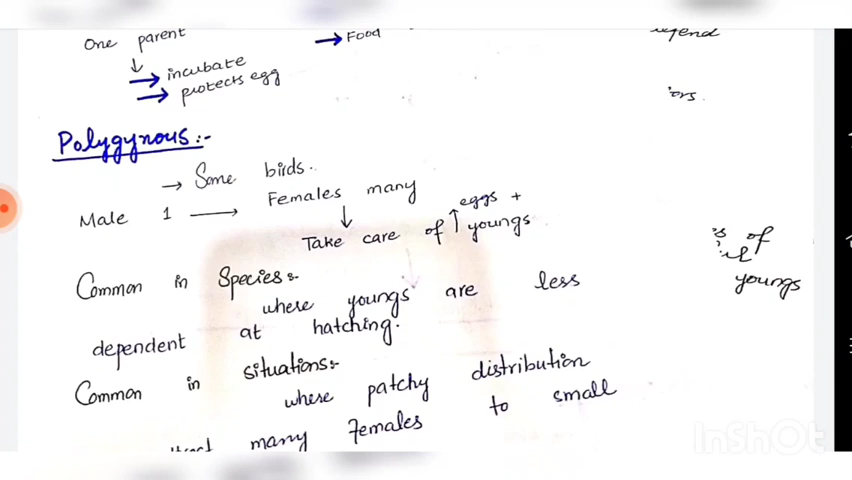 One parent
→ Food
↓
→ incubate
→ protects egg
Polygynous:-
→ Some birds.
Male 1 → Females many
↓
Take care of ↑ eggs +
youngs
of
youngs
Common in Species:-
where youngs are less
dependent at hatching.
Common in situations:-
where patchy distribution
many Females to small
InShOt